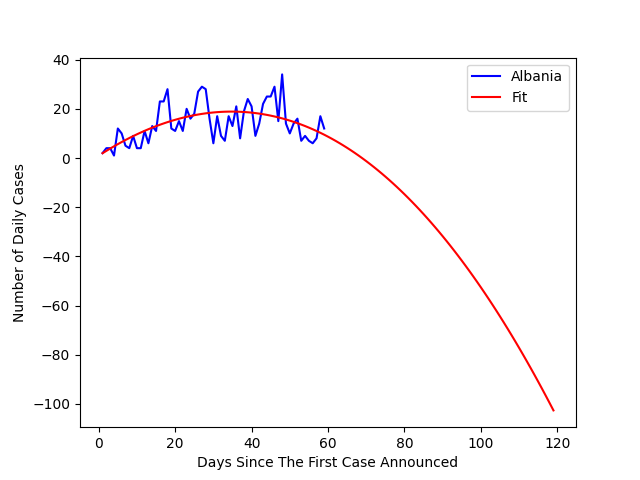 Albania
Fit
Number of Daily Cases
40
20
0
−20
−40
−60
−80
−100
0 20 40 60 80 100 120
Days Since The First Case Announced